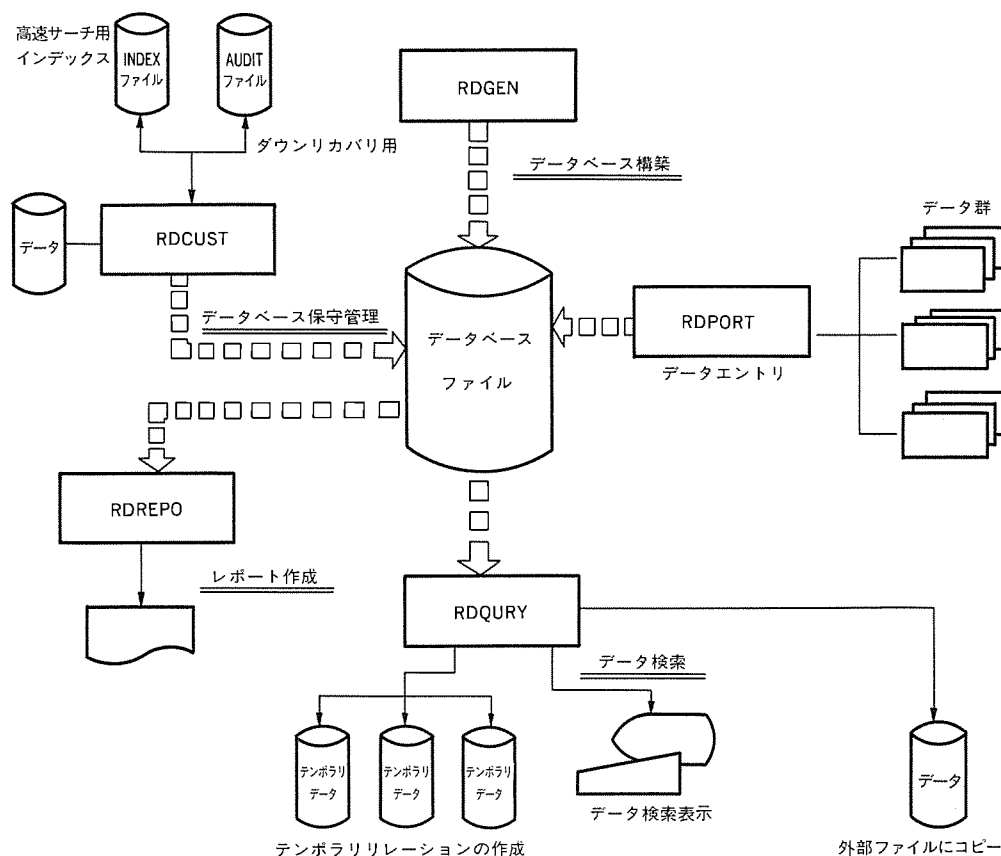 高速サーチ用
インデックス
INDEX
ファイル
AUDIT
ファイル
ダウンリカバリ用
RDGEN
データベース構築
データ
RDCUST
データベース保守管理
データベース
ファイル
RDPORT
データエントリ
データ群
RDREPO
レポート作成
RDQURY
データ検索
テンポラリ
データ
テンポラリ
データ
テンポラリ
データ
テンポラリリレーションの作成
データ検索表示
データ
外部ファイルにコピー